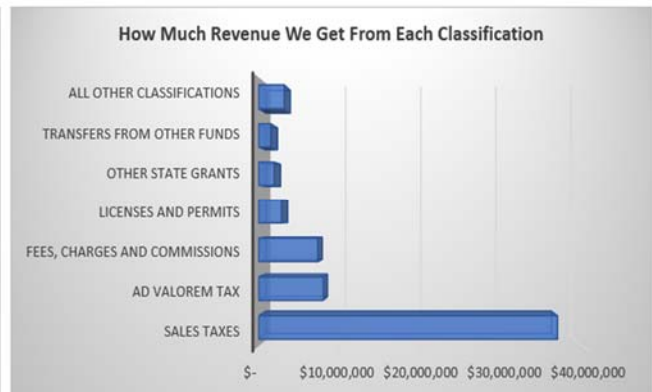 How Much Revenue We Get From Each Classification
ALL OTHER CLASSIFICATIONS
TRANSFERS FROM OTHER FUNDS
OTHER STATE GRANTS
LICENSES AND PERMITS
FEES, CHARGES AND COMMISSIONS
AD VALOREM TAX
SALES TAXES
$- $10,000,000 $20,000,000 $30,000,000 $40,000,000